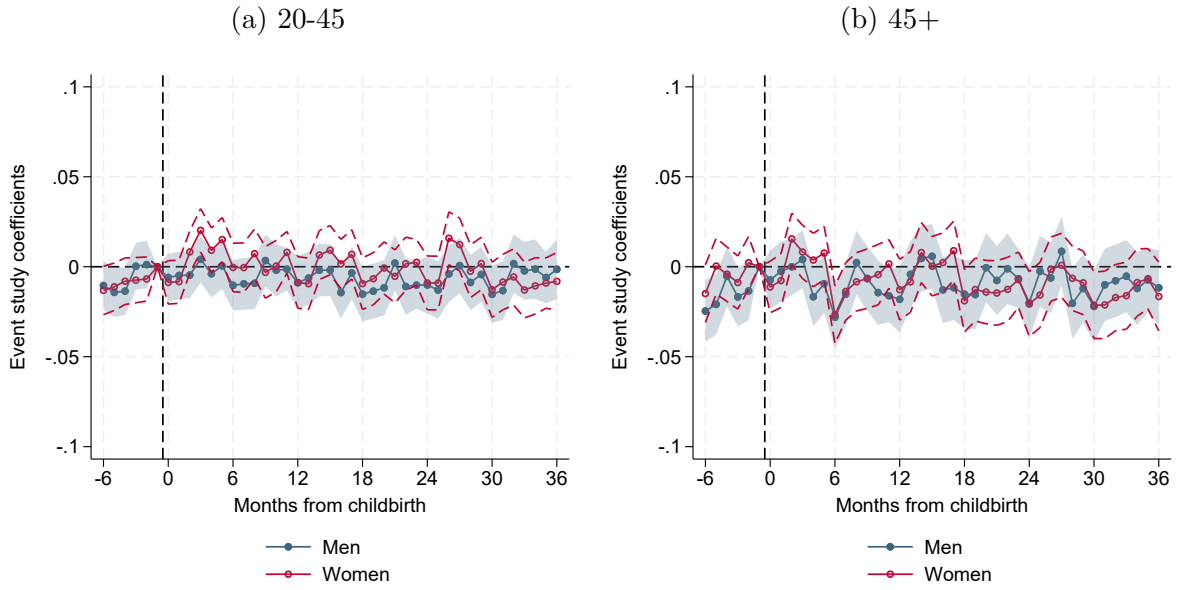 (a) 20-45
Event study coefficients
.1
.05
0
-.05
-.1
-6 0 6 12 18 24 30 36
Months from childbirth
Men
Women
(b) 45+
Event study coefficients
.1
.05
0
-.05
-.1
-6 0 6 12 18 24 30 36
Months from childbirth
Men
Women